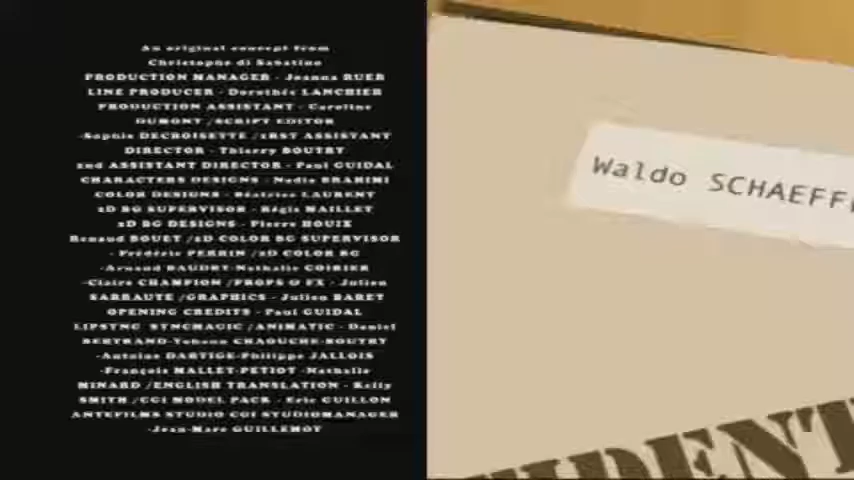 An original concept from
Christophe di Sabatino
PRODUCTION MANAGER - Joanna RUER
LINE PRODUCER - Dorothée LANCHIER
PRODUCTION ASSISTANT - Caroline
DUMONT /SCRIPT EDITOR
-Sophie DECROISETTE /1RST ASSISTANT
DIRECTOR - Thierry BOUTRY
2nd ASSISTANT DIRECTOR - Paul GUIDAL
CHARACTERS DESIGNS - Nadia BRAHIMI
COLOR DESIGNS - Béatrice LAURENT
2D BG SUPERVISOR - Régis MAILLET
2D BG DESIGNS - Pierre HOUIX
Renaud BOUET /2D COLOR BG SUPERVISOR
- Frédéric PERRIN /2D COLOR BG
-Arnaud BAUDRY-Nathalie COIRIER
-Claire CHAMPION /PROPS & FX - Julien
SARRAUTE /GRAPHICS - Julien BARET
OPENING CREDITS - Paul GUIDAL
LIPSYNC SYNCMAGIC /ANIMATIC - Daniel
BERTRAND-Yohann CHAOUCHE-BOUTRY
-Antoine DARTIGE-Philippe JALLOIS
-François MALLET-PETIOT-Nathalie
MINARD /ENGLISH TRANSLATION - Kelly
SMITH /CGI MODEL PACK - Eric GUILLON
ANTEFILMS STUDIO CGI STUDIOMANAGER
-Jean-Marc GUILLEMOT
Waldo SCHAEFF
IDENT